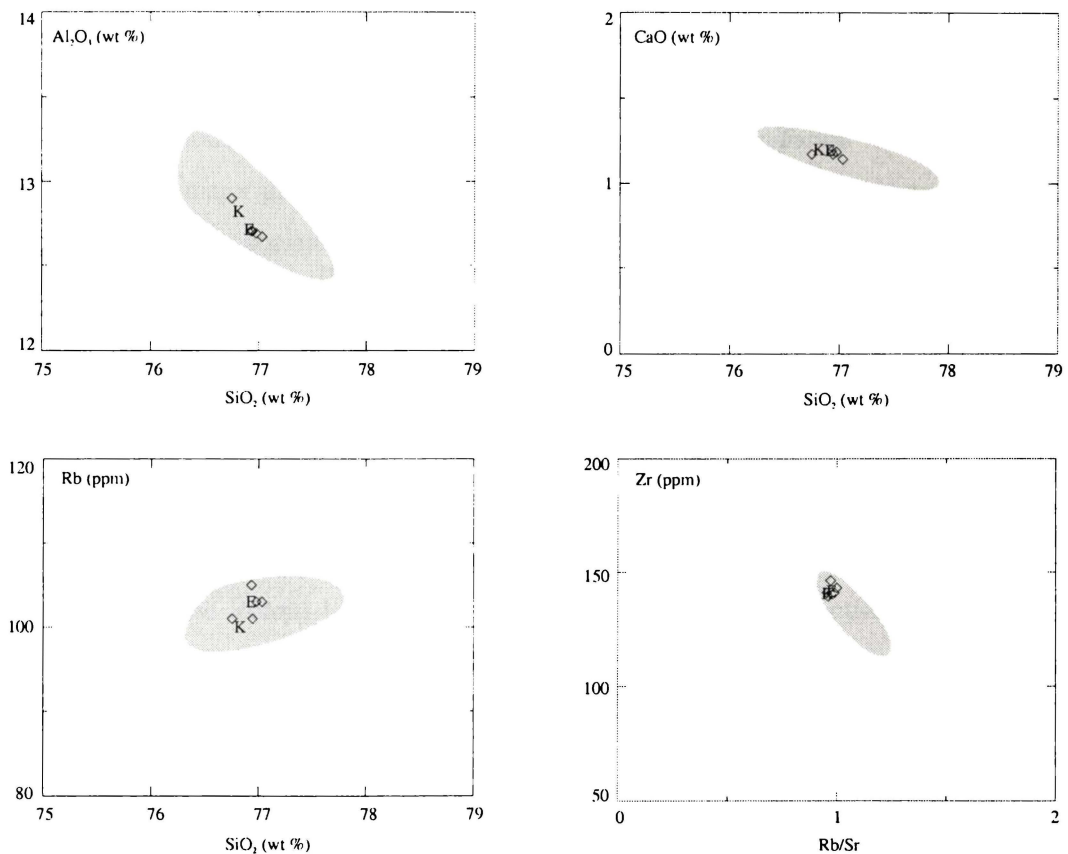 14
Al₂O₃ (wt %)
13
12
75 76 77 78 79
SiO₂ (wt %)
K
E
2
CaO (wt %)
1
0
75 76 77 78 79
SiO₂ (wt %)
K E
120
Rb (ppm)
100
80
75 76 77 78 79
SiO₂ (wt %)
E
K
200
Zr (ppm)
150
100
50
0 1 2
Rb/Sr